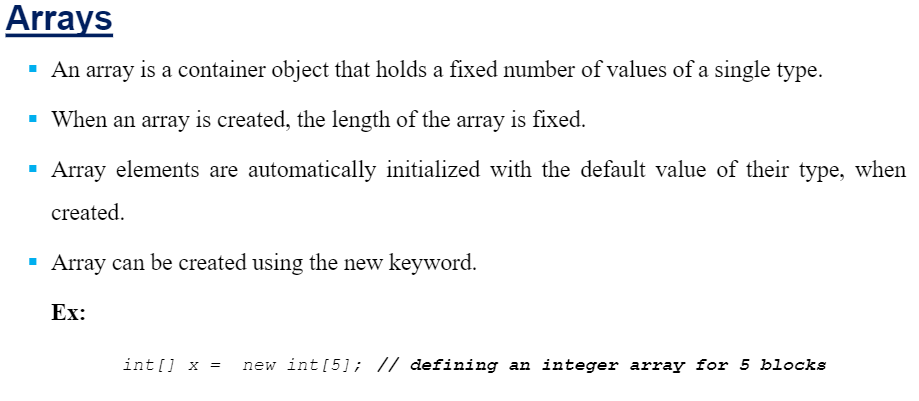 Arrays
▪ An array is a container object that holds a fixed number of values of a single type.
▪ When an array is created, the length of the array is fixed.
▪ Array elements are automatically initialized with the default value of their type, when
created.
▪ Array can be created using the new keyword.
Ex:
int[] x = new int[5]; // defining an integer array for 5 blocks